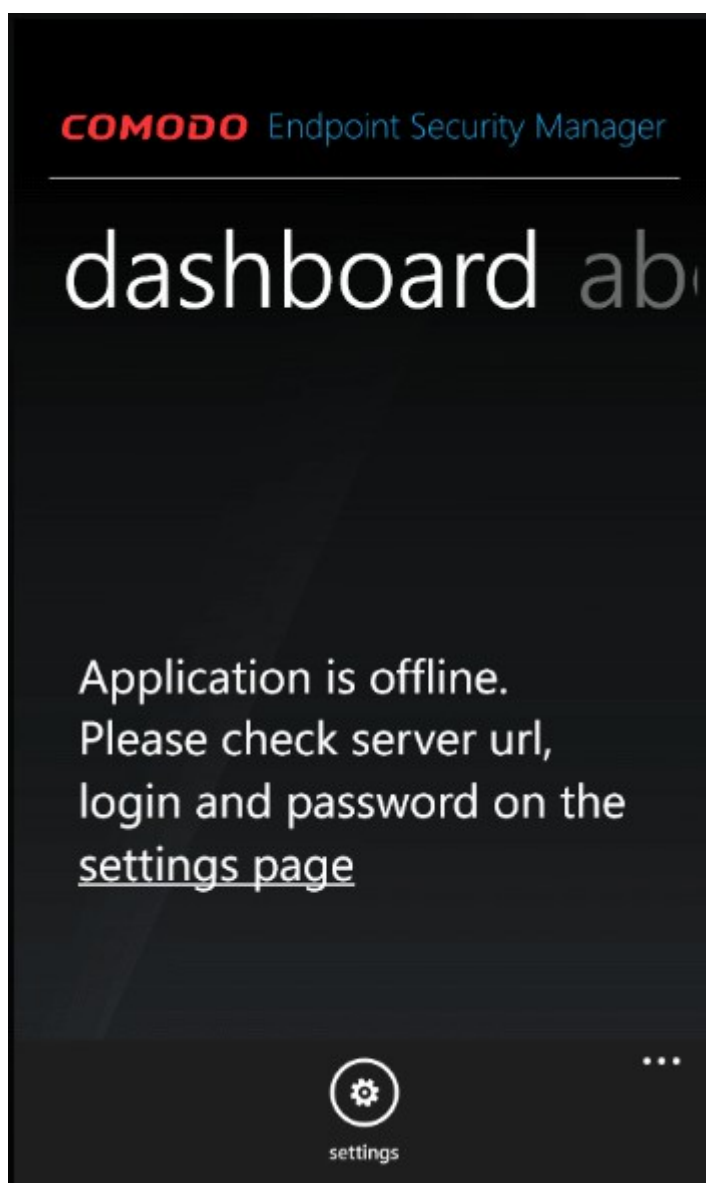 COMODO Endpoint Security Manager
dashboard ab
Application is offline.
Please check server url,
login and password on the
settings page
settings